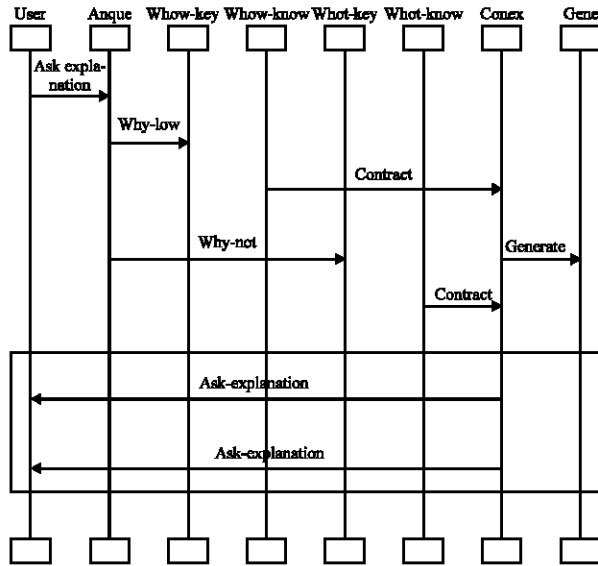 User Anque Whow-key Whow-know Whot-key Whot-know Conex Gene
Ask expla-
nation
Why-low
Contract
Why-not
Generate
Contract
Ask-explanation
Ask-explanation